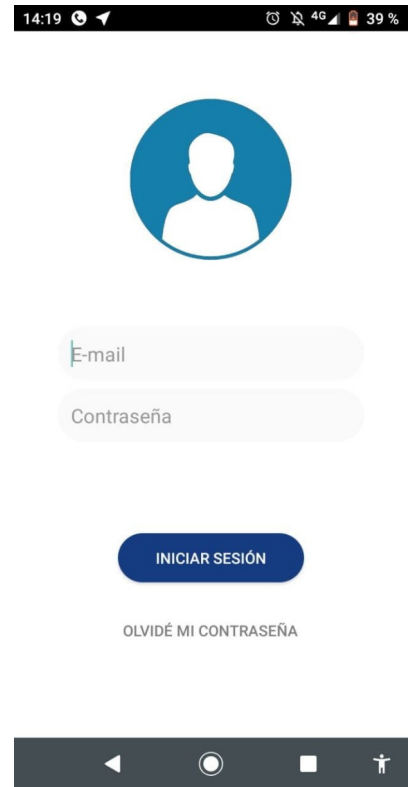 14:19 4G 39 %
E-mail
Contraseña
INICIAR SESIÓN
OLVIDÉ MI CONTRASEÑA